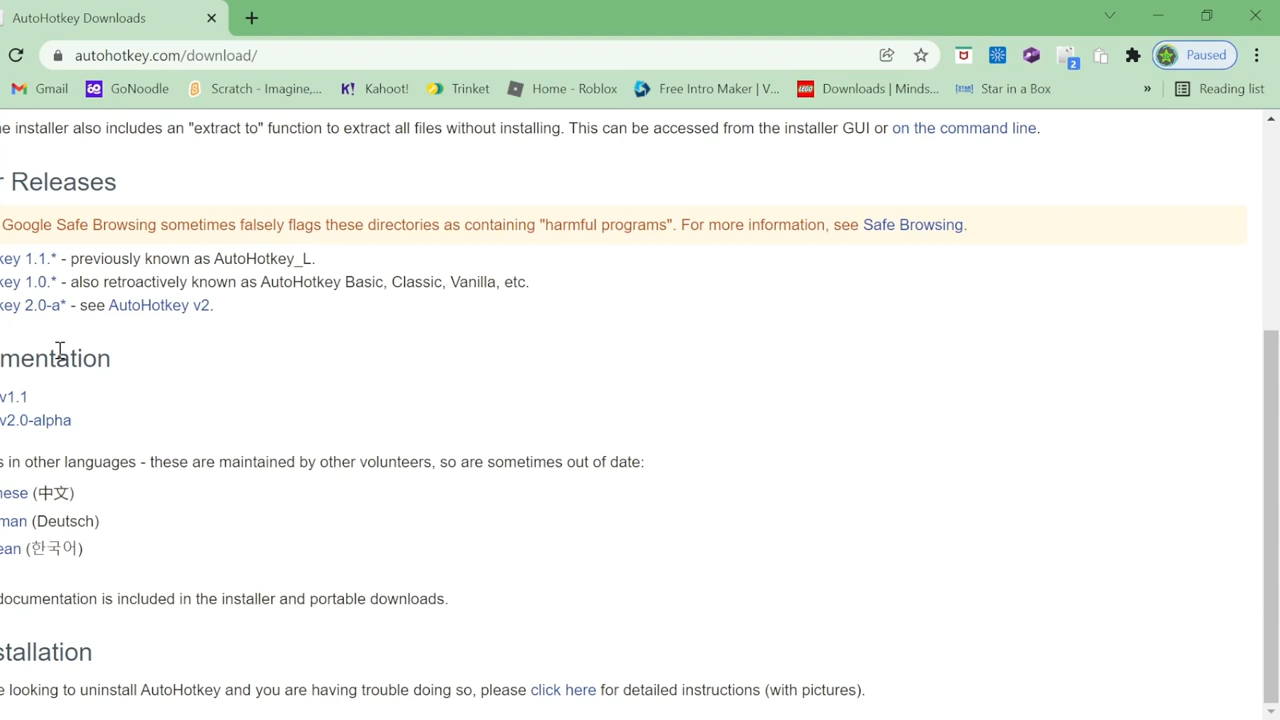 AutoHotkey Downloads
autohotkey.com/download/
2
Paused
Gmail GoNoodle Scratch - Imagine,... K! Kahoot! Trinket Home - Roblox Free Intro Maker | V... LEGO Downloads | Minds... Star in a Box » Reading list
e installer also includes an "extract to" function to extract all files without installing. This can be accessed from the installer GUI or on the command line.
r Releases
Google Safe Browsing sometimes falsely flags these directories as containing "harmful programs". For more information, see Safe Browsing.
key 1.1.* - previously known as AutoHotkey_L.
key 1.0.* - also retroactively known as AutoHotkey Basic, Classic, Vanilla, etc.
key 2.0-a* - see AutoHotkey v2.
mentation
v1.1
v2.0-alpha
s in other languages - these are maintained by other volunteers, so are sometimes out of date:
nese (中文)
man (Deutsch)
ean (한국어)
documentation is included in the installer and portable downloads.
stallation
e looking to uninstall AutoHotkey and you are having trouble doing so, please click here for detailed instructions (with pictures).